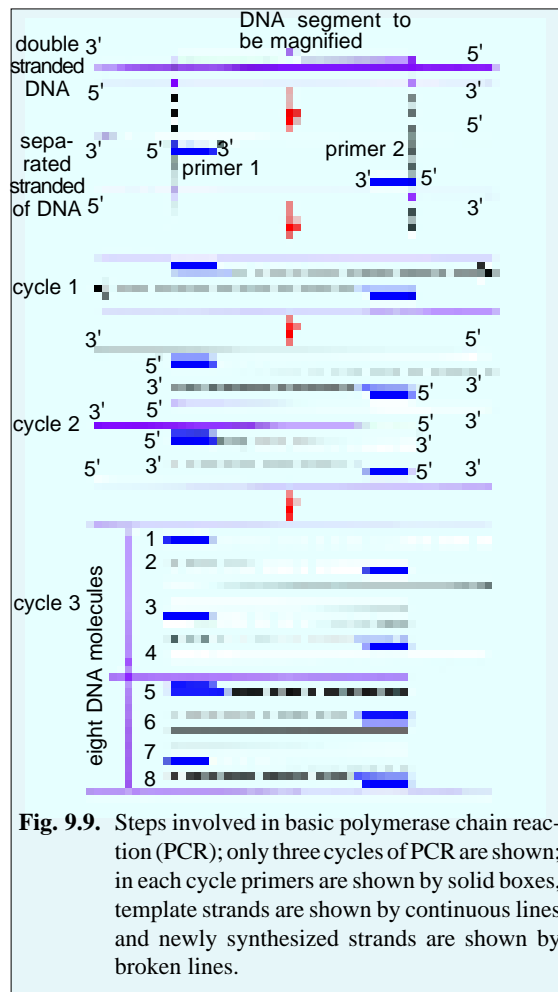 DNA segment to
be magnified
double
stranded
DNA
3'
5'
5'
3'
5'
sepa-
rated
stranded
of DNA
3'
5'
3'
primer 1
primer 2
3'
5'
5'
3'
cycle 1
3'
5'
5'
3'
5'
3'
5'
3'
5'
3'
cycle 2
5'
3'
5'
3'
5'
3'
cycle 3
eight DNA molecules
1
2
3
4
5
6
7
8
Fig. 9.9. Steps involved in basic polymerase chain reac-
tion (PCR); only three cycles of PCR are shown;
in each cycle primers are shown by solid boxes,
template strands are shown by continuous lines
and newly synthesized strands are shown by
broken lines.